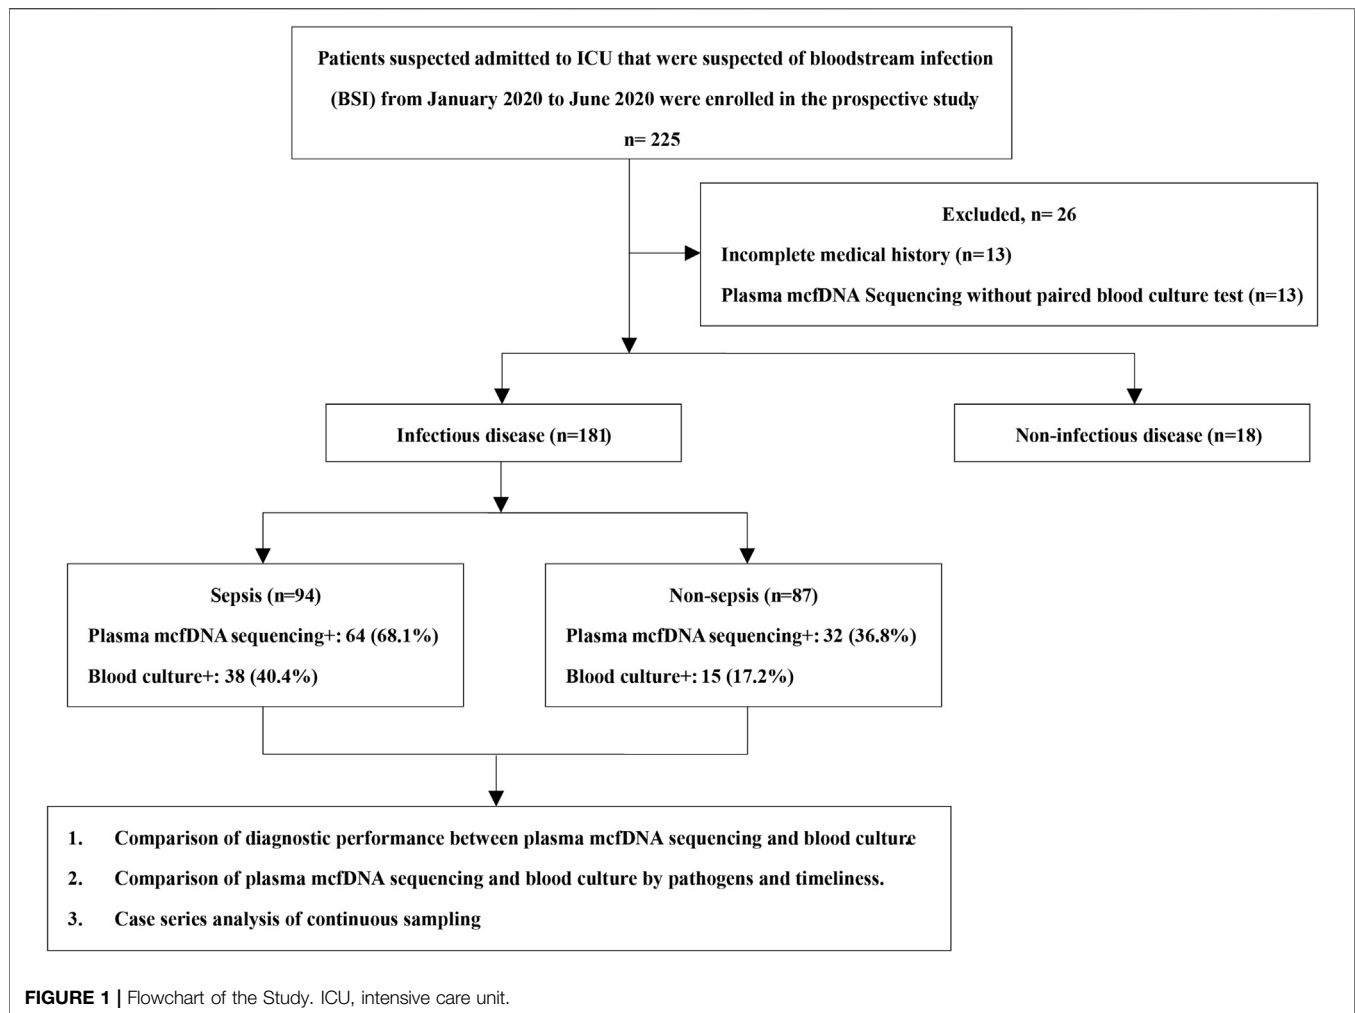 Patients suspected admitted to ICU that were suspected of bloodstream infection
(BSI) from January 2020 to June 2020 were enrolled in the prospective study.
n= 225
Excluded, n= 26
Incomplete medical history (n=13)
Plasma mcfDNA Sequencing without paired blood culture test (n=13)
Infectious disease (n=181)
Non-infectious disease (n=18)
Sepsis (n=94)
Plasma mcfDNA sequencing+: 64 (68.1%)
Blood culture+: 38 (40.4%)
Non-sepsis (n=87)
Plasma mcfDNA sequencing+: 32 (36.8%)
Blood culture+: 15 (17.2%)
1. Comparison of diagnostic performance between plasma mcfDNA sequencing and blood culture.
2. Comparison of plasma mcfDNA sequencing and blood culture by pathogens and timeliness.
3. Case series analysis of continuous sampling
FIGURE 1 | Flowchart of the Study. ICU, intensive care unit.